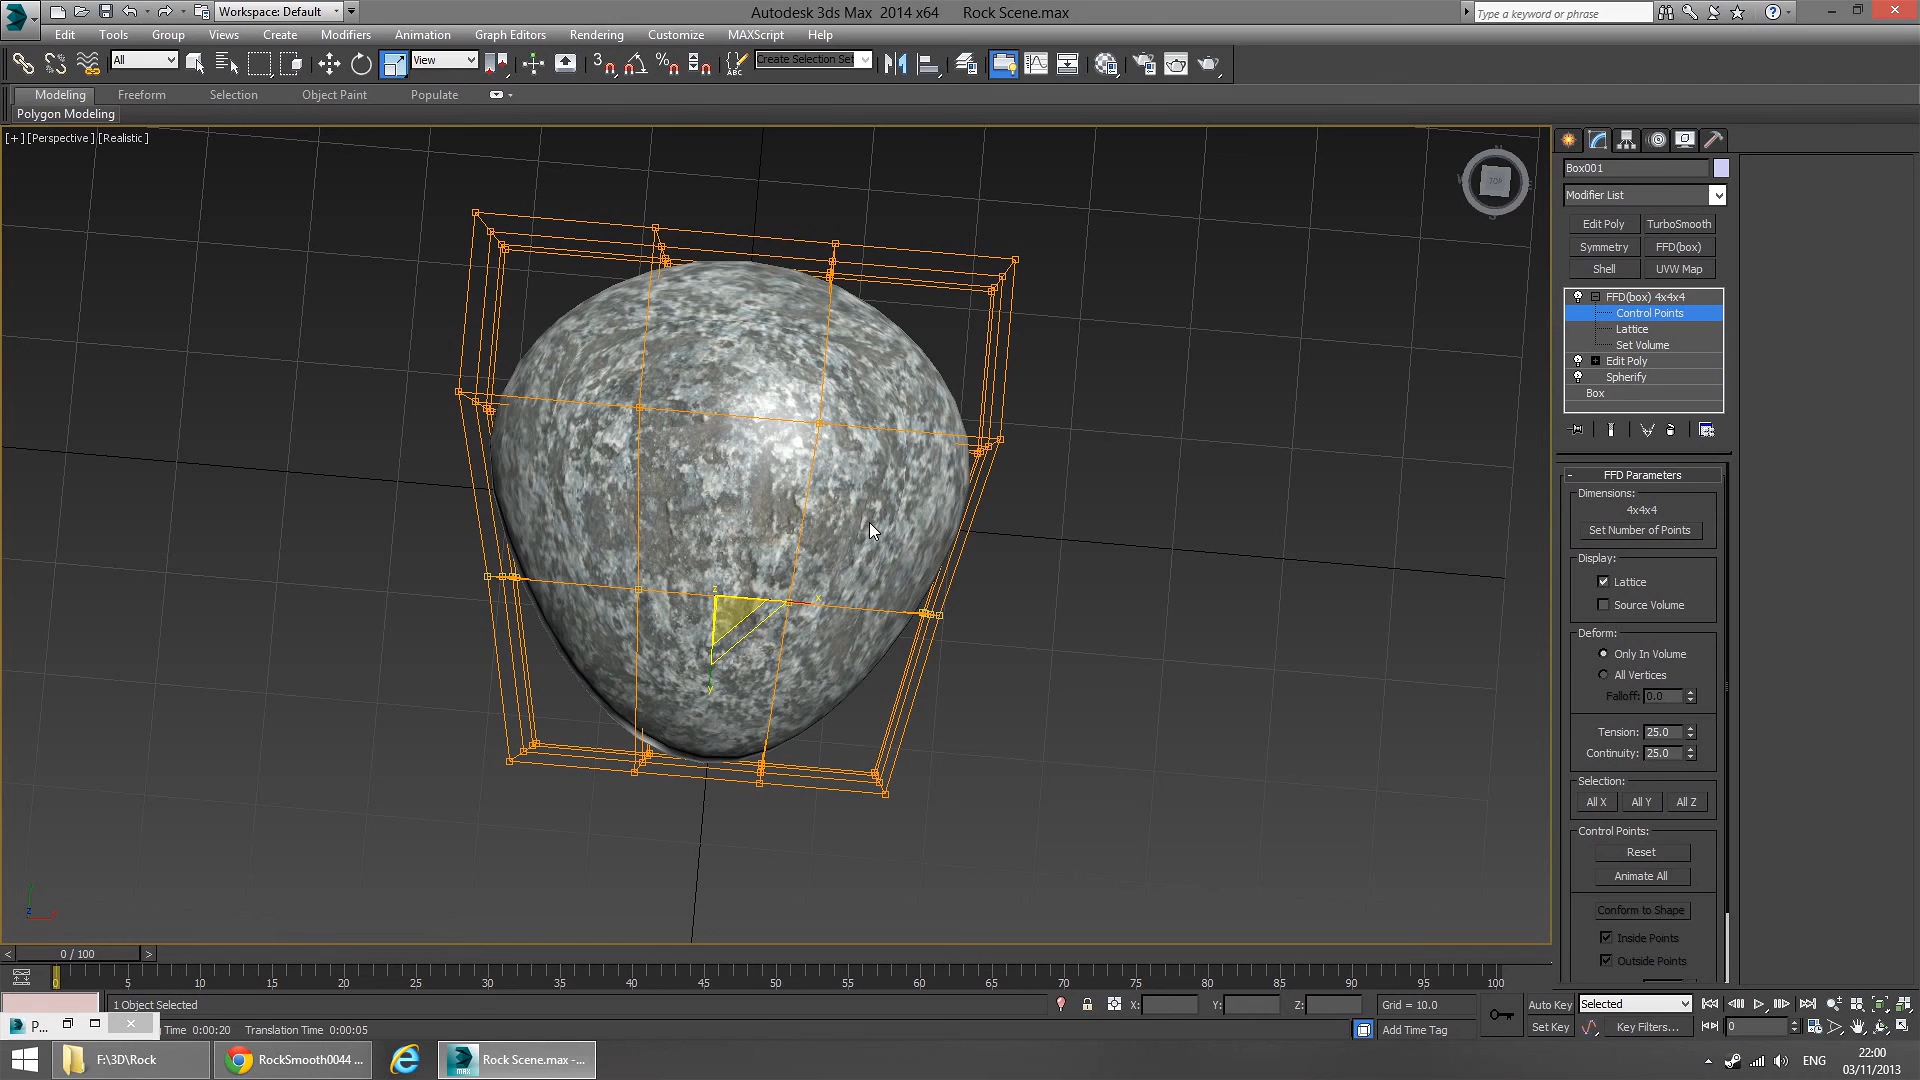 Workspace: Default
Autodesk 3ds Max 2014 x64 Rock Scene.max
Type a keyword or phrase
Edit Tools Group Views Create Modifiers Animation Graph Editors Rendering Customize MAXScript Help
All
View
3
ABC
Create Selection Set
Modeling Freeform Selection Object Paint Populate
Polygon Modeling
[+] [Perspective] [Realistic]
TOP
Box001
Modifier List
Edit Poly TurboSmooth
Symmetry FFD(box)
Shell UVW Map
FFD(box) 4x4x4
Control Points
Lattice
Set Volume
Edit Poly
Spherify
Box
FFD Parameters
Dimensions:
4x4x4
Set Number of Points
Display:
Lattice
Source Volume
Deform:
Only In Volume
All Vertices
Falloff: 0.0
Tension: 25.0
Continuity: 25.0
Selection:
All X All Y All Z
Control Points:
Reset
Animate All
Conform to Shape
Inside Points
Outside Points
z
x
y
z
< 0 / 100 >
0 5 10 15 20 25 30 35 40 45 50 55 60 65 70 75 80 85 90 95 100
1 Object Selected
X: Y: Z: Grid = 10.0
Auto Key Selected
P...
Time 0:00:20 Translation Time 0:00:05
Add Time Tag
Set Key Key Filters... 0
F:\3D\Rock
RockSmooth0044 ...
MAX
Rock Scene.max -...
ENG
22:00
03/11/2013